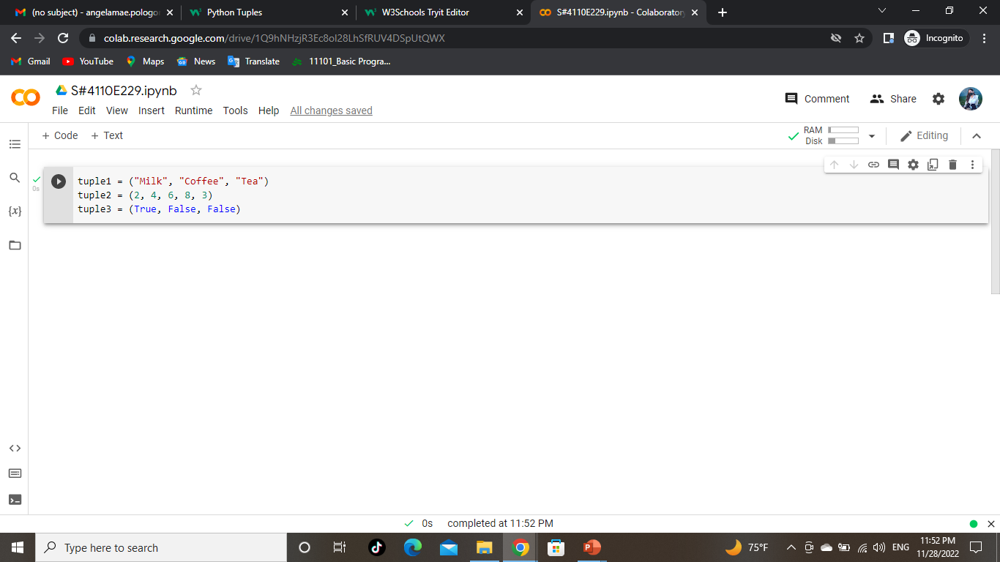 (no subject) - angelamae.pologo
Python Tuples
W3Schools Tryit Editor
S#4110E229.ipynb - Colaboratory
colab.research.google.com/drive/1Q9hNHzjR3Ec8oI28LhSfRUV4DSpUtQWX
Incognito
Gmail
YouTube
Maps
News
Translate
11101_Basic Progra...
S#4110E229.ipynb
Comment
Share
File Edit View Insert Runtime Tools Help All changes saved
+ Code + Text
RAM
Disk
Editing
0s
{x}
tuple1 = ("Milk", "Coffee", "Tea")
tuple2 = (2, 4, 6, 8, 3)
tuple3 = (True, False, False)
0s completed at 11:52 PM
Type here to search
75°F
ENG
11:52 PM
11/28/2022